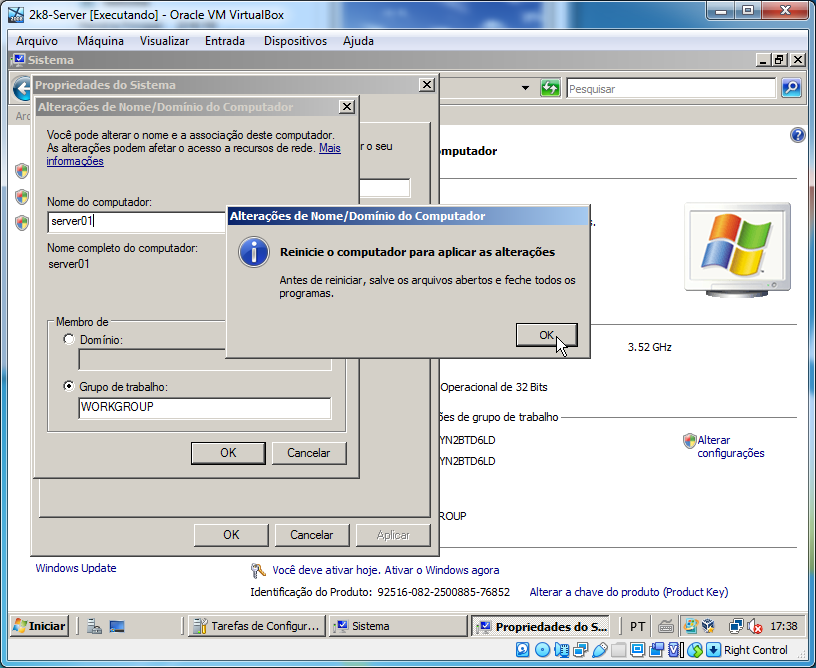 2k8-Server [Executando] - Oracle VM VirtualBox
Arquivo Máquina Visualizar Entrada Dispositivos Ajuda
Sistema
Propriedades do Sistema
Pesquisar
Alterações de Nome/Domínio do Computador
Você pode alterar o nome e a associação deste computador.
As alterações podem afetar o acesso a recursos de rede. Mais
informações
r o seu
omputador
Nome do computador:
server01
Nome completo do computador:
server01
Alterações de Nome/Domínio do Computador
Reinicie o computador para aplicar as alterações
Antes de reiniciar, salve os arquivos abertos e feche todos os
programas.
OK
s.
Membro de
Domínio:
Grupo de trabalho:
WORKGROUP
OK Cancelar
3.52 GHz
Operacional de 32 Bits
ões de grupo de trabalho
YN2BTD6LD
YN2BTD6LD
Alterar
configurações
GROUP
OK Cancelar Aplicar
Windows Update
Você deve ativar hoje. Ativar o Windows agora
Identificação do Produto: 92516-082-2500885-76852 Alterar a chave do produto (Product Key)
Iniciar Tarefas de Configur... Sistema Propriedades do S... PT 17:38
Right Control